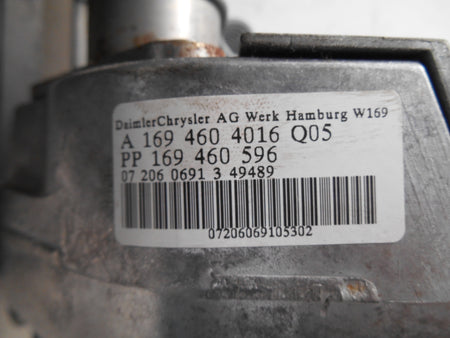 DaimlerChrysler AG Werk Hamburg W169
A 169 460 4016 Q05
PP 169 460 596
07 206 0691 3 49489
07206069105302